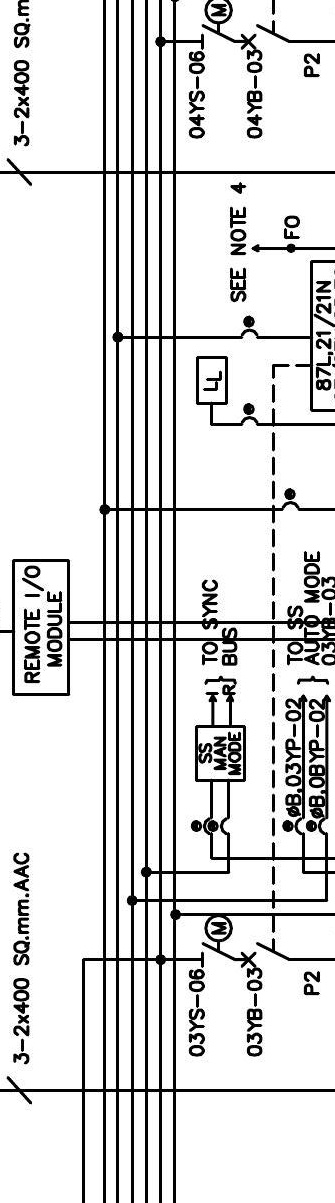 3-2x400 SQ.m
04YS-06
M
04YB-03
P2
SEE NOTE 4
FO
87L,21/21N
LL
REMOTE I/O
MODULE
TO SYNC
BUS
I
R
TO SS
AUTO MODE
03YB-03
SS
MAN
MODE
øB,03YP-02
øB,0BYP-02
3-2x400 SQ.mm.AAC
03YS-06
M
03YB-03
P2